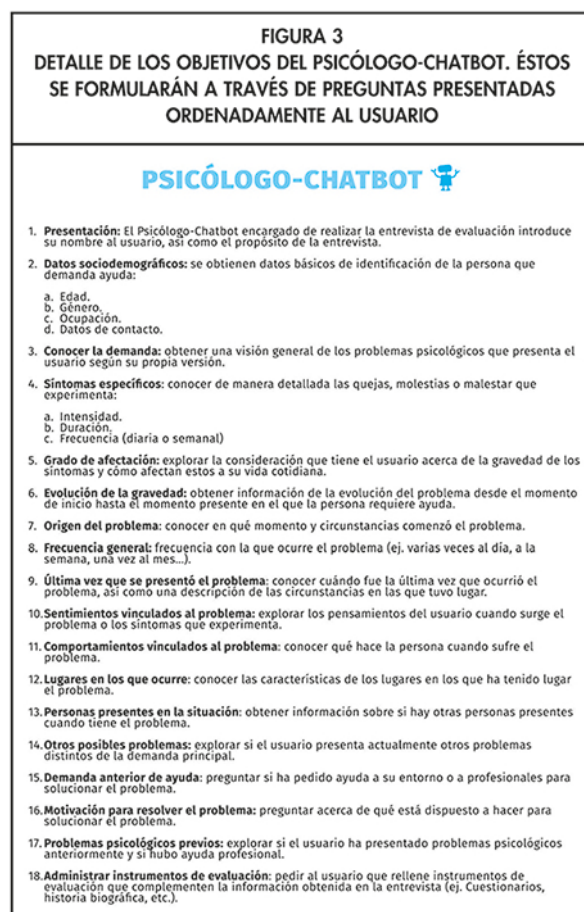 FIGURA 3
DETALLE DE LOS OBJETIVOS DEL PSICÓLOGO-CHATBOT. ÉSTOS
SE FORMULARÁN A TRAVÉS DE PREGUNTAS PRESENTADAS
ORDENADAMENTE AL USUARIO
PSICÓLOGO-CHATBOT
1. Presentación: El Psicólogo-Chatbot encargado de realizar la entrevista de evaluación introduce
su nombre al usuario, así como el propósito de la entrevista.
2. Datos sociodemográficos: se obtienen datos básicos de identificación de la persona que
demanda ayuda:
a. Edad.
b. Género.
c. Ocupación.
d. Datos de contacto.
3. Conocer la demanda: obtener una visión general de los problemas psicológicos que presenta el
usuario según su propia versión.
4. Síntomas específicos: conocer de manera detallada las quejas, molestias o malestar que
experimenta:
a. Intensidad.
b. Duración.
c. Frecuencia (diaria o semanal)
5. Grado de afectación: explorar la consideración que tiene el usuario acerca de la gravedad de los
síntomas y cómo afectan estos a su vida cotidiana.
6. Evolución de la gravedad: obtener información de la evolución del problema desde el momento
de inicio hasta el momento presente en el que la persona requiere ayuda.
7. Origen del problema: conocer en qué momento y circunstancias comenzó el problema.
8. Frecuencia general: frecuencia con la que ocurre el problema (ej. varias veces al día, a la
semana, una vez al mes...).
9. Última vez que se presentó el problema: conocer cuándo fue la última vez que ocurrió el
problema, así como una descripción de las circunstancias en las que tuvo lugar.
10. Sentimientos vinculados al problema: explorar los pensamientos del usuario cuando surge el
problema o los síntomas que experimenta.
11. Comportamientos vinculados al problema: conocer qué hace la persona cuando sufre el
problema.
12. Lugares en los que ocurre: conocer las características de los lugares en los que ha tenido lugar
el problema.
13. Personas presentes en la situación: obtener información sobre si hay otras personas presentes
cuando tiene el problema.
14. Otros posibles problemas: explorar si el usuario presenta actualmente otros problemas
distintos de la demanda principal.
15. Demanda anterior de ayuda: preguntar si ha pedido ayuda a su entorno o a profesionales para
solucionar el problema.
16. Motivación para resolver el problema: preguntar acerca de qué está dispuesto a hacer para
solucionar el problema.
17. Problemas psicológicos previos: explorar si el usuario ha presentado problemas psicológicos
anteriormente y si hubo ayuda profesional.
18. Administrar instrumentos de evaluación: pedir al usuario que rellene instrumentos de
evaluación que complementen la información obtenida en la entrevista (ej. Cuestionarios,
historia biográfica, etc.).